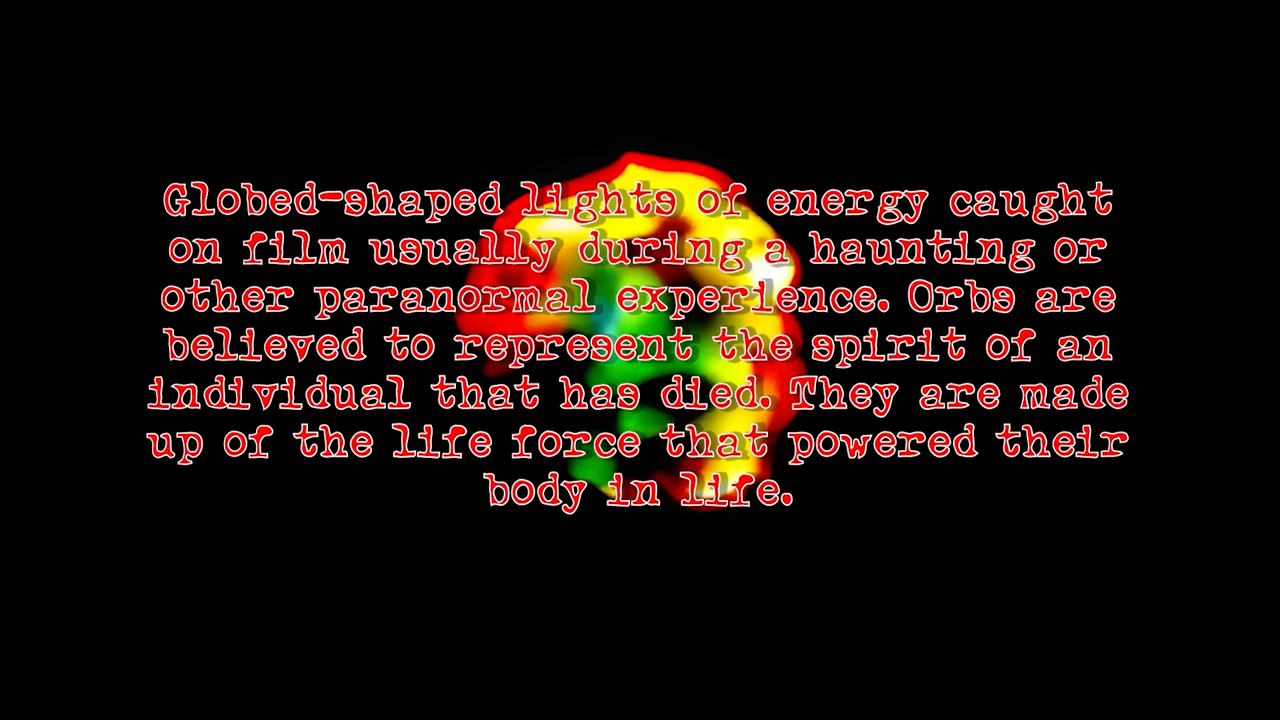 Globed-shaped lights of energy caught
on film usually during a haunting or
other paranormal experience. Orbs are
believed to represent the spirit of an
individual that has died. They are made
up of the life force that powered their
body in life.